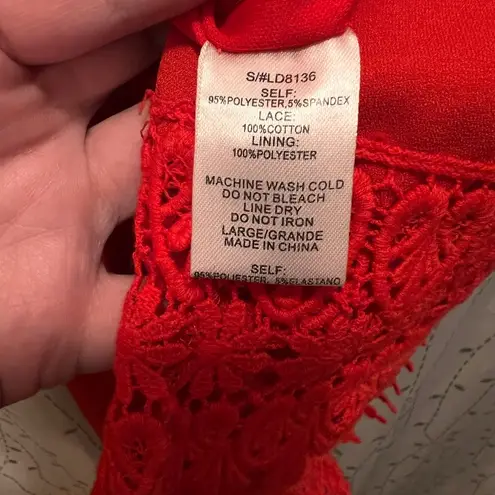 S/#LD8136
SELF:
95%POLYESTER,5%SPANDEX
LACE:
100%COTTON
LINING:
100%POLYESTER
MACHINE WASH COLD
DO NOT BLEACH
LINE DRY
DO NOT IRON
LARGE/GRANDE
MADE IN CHINA
SELF:
95%POLIESTER, 5%ELASTANO